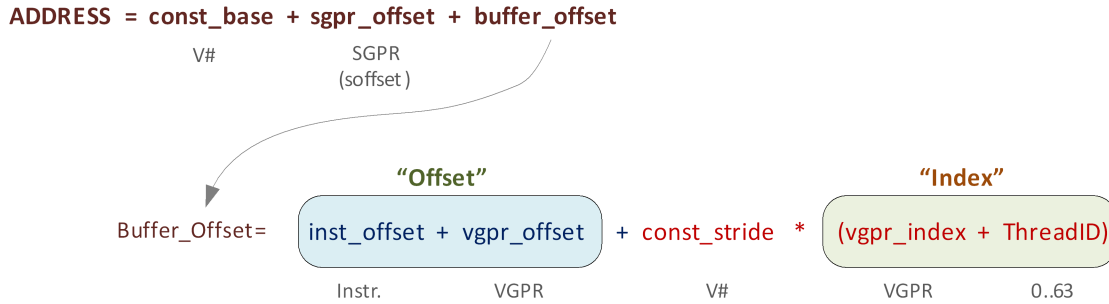 ADDRESS = const_base + sgpr_offset + buffer_offset
V# SGPR
(soffset)
“Offset” “Index”
Buffer_Offset= inst_offset + vgpr_offset + const_stride * (vgpr_index + ThreadID)
Instr. VGPR V# VGPR 0..63